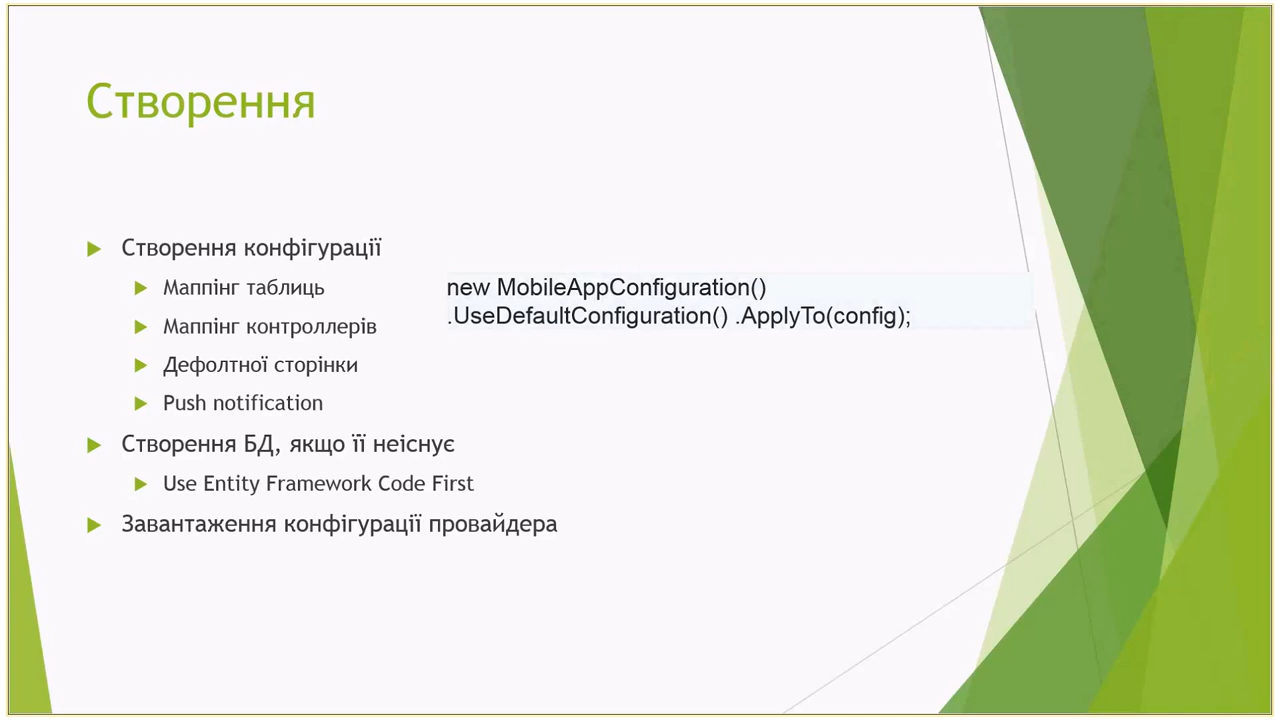 Створення
Створення конфігурації
Маппінг таблиць
Маппінг контроллерів
Дефолтної сторінки
Push notification
new MobileAppConfiguration()
.UseDefaultConfiguration() .ApplyTo(config);
Створення БД, якщо її неіснує
Use Entity Framework Code First
Завантаження конфігурації провайдера